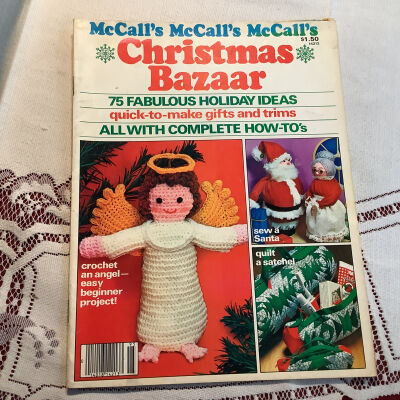 McCall's McCall's McCall's
$1.50
Christmas
Bazaar
75 FABULOUS HOLIDAY IDEAS
quick-to-make gifts and trims
ALL WITH COMPLETE HOW-TO's
sew a
Santa
crochet
an angel—
easy
beginner
project!
quilt
a satchel